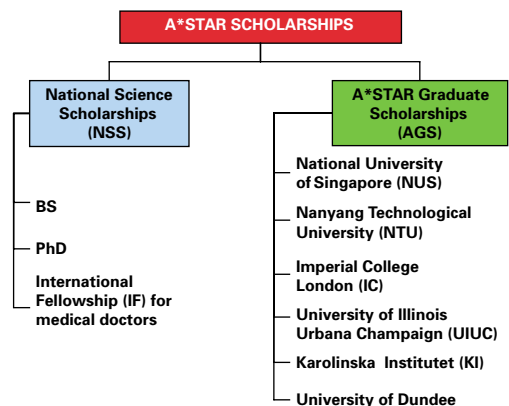 A*STAR SCHOLARSHIPS
National Science
Scholarships
(NSS)
BS
PhD
International
Fellowship (IF) for
medical doctors
A*STAR Graduate
Scholarships
(AGS)
National University
of Singapore (NUS)
Nanyang Technological
University (NTU)
Imperial College
London (IC)
University of Illinois
Urbana Champaign (UIUC)
Karolinska Institutet (KI)
University of Dundee